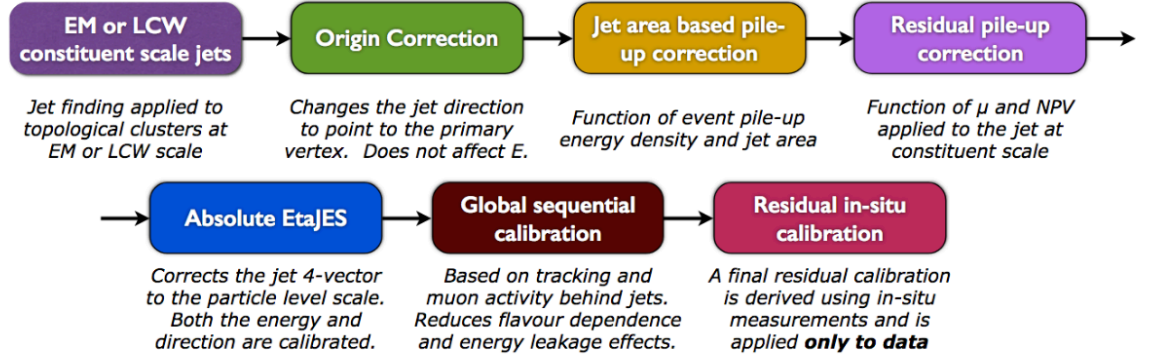 EM or LCW
constituent scale jets
Origin Correction
Jet area based pile-
up correction
Residual pile-up
correction
Jet finding applied to
topological clusters at
EM or LCW scale
Changes the jet direction
to point to the primary
vertex. Does not affect E.
Function of event pile-up
energy density and jet area
Function of µ and NPV
applied to the jet at
constituent scale
Absolute EtaJES
Global sequential
calibration
Residual in-situ
calibration
Corrects the jet 4-vector
to the particle level scale.
Both the energy and
direction are calibrated.
Based on tracking and
muon activity behind jets.
Reduces flavour dependence
and energy leakage effects.
A final residual calibration
is derived using in-situ
measurements and is
applied only to data